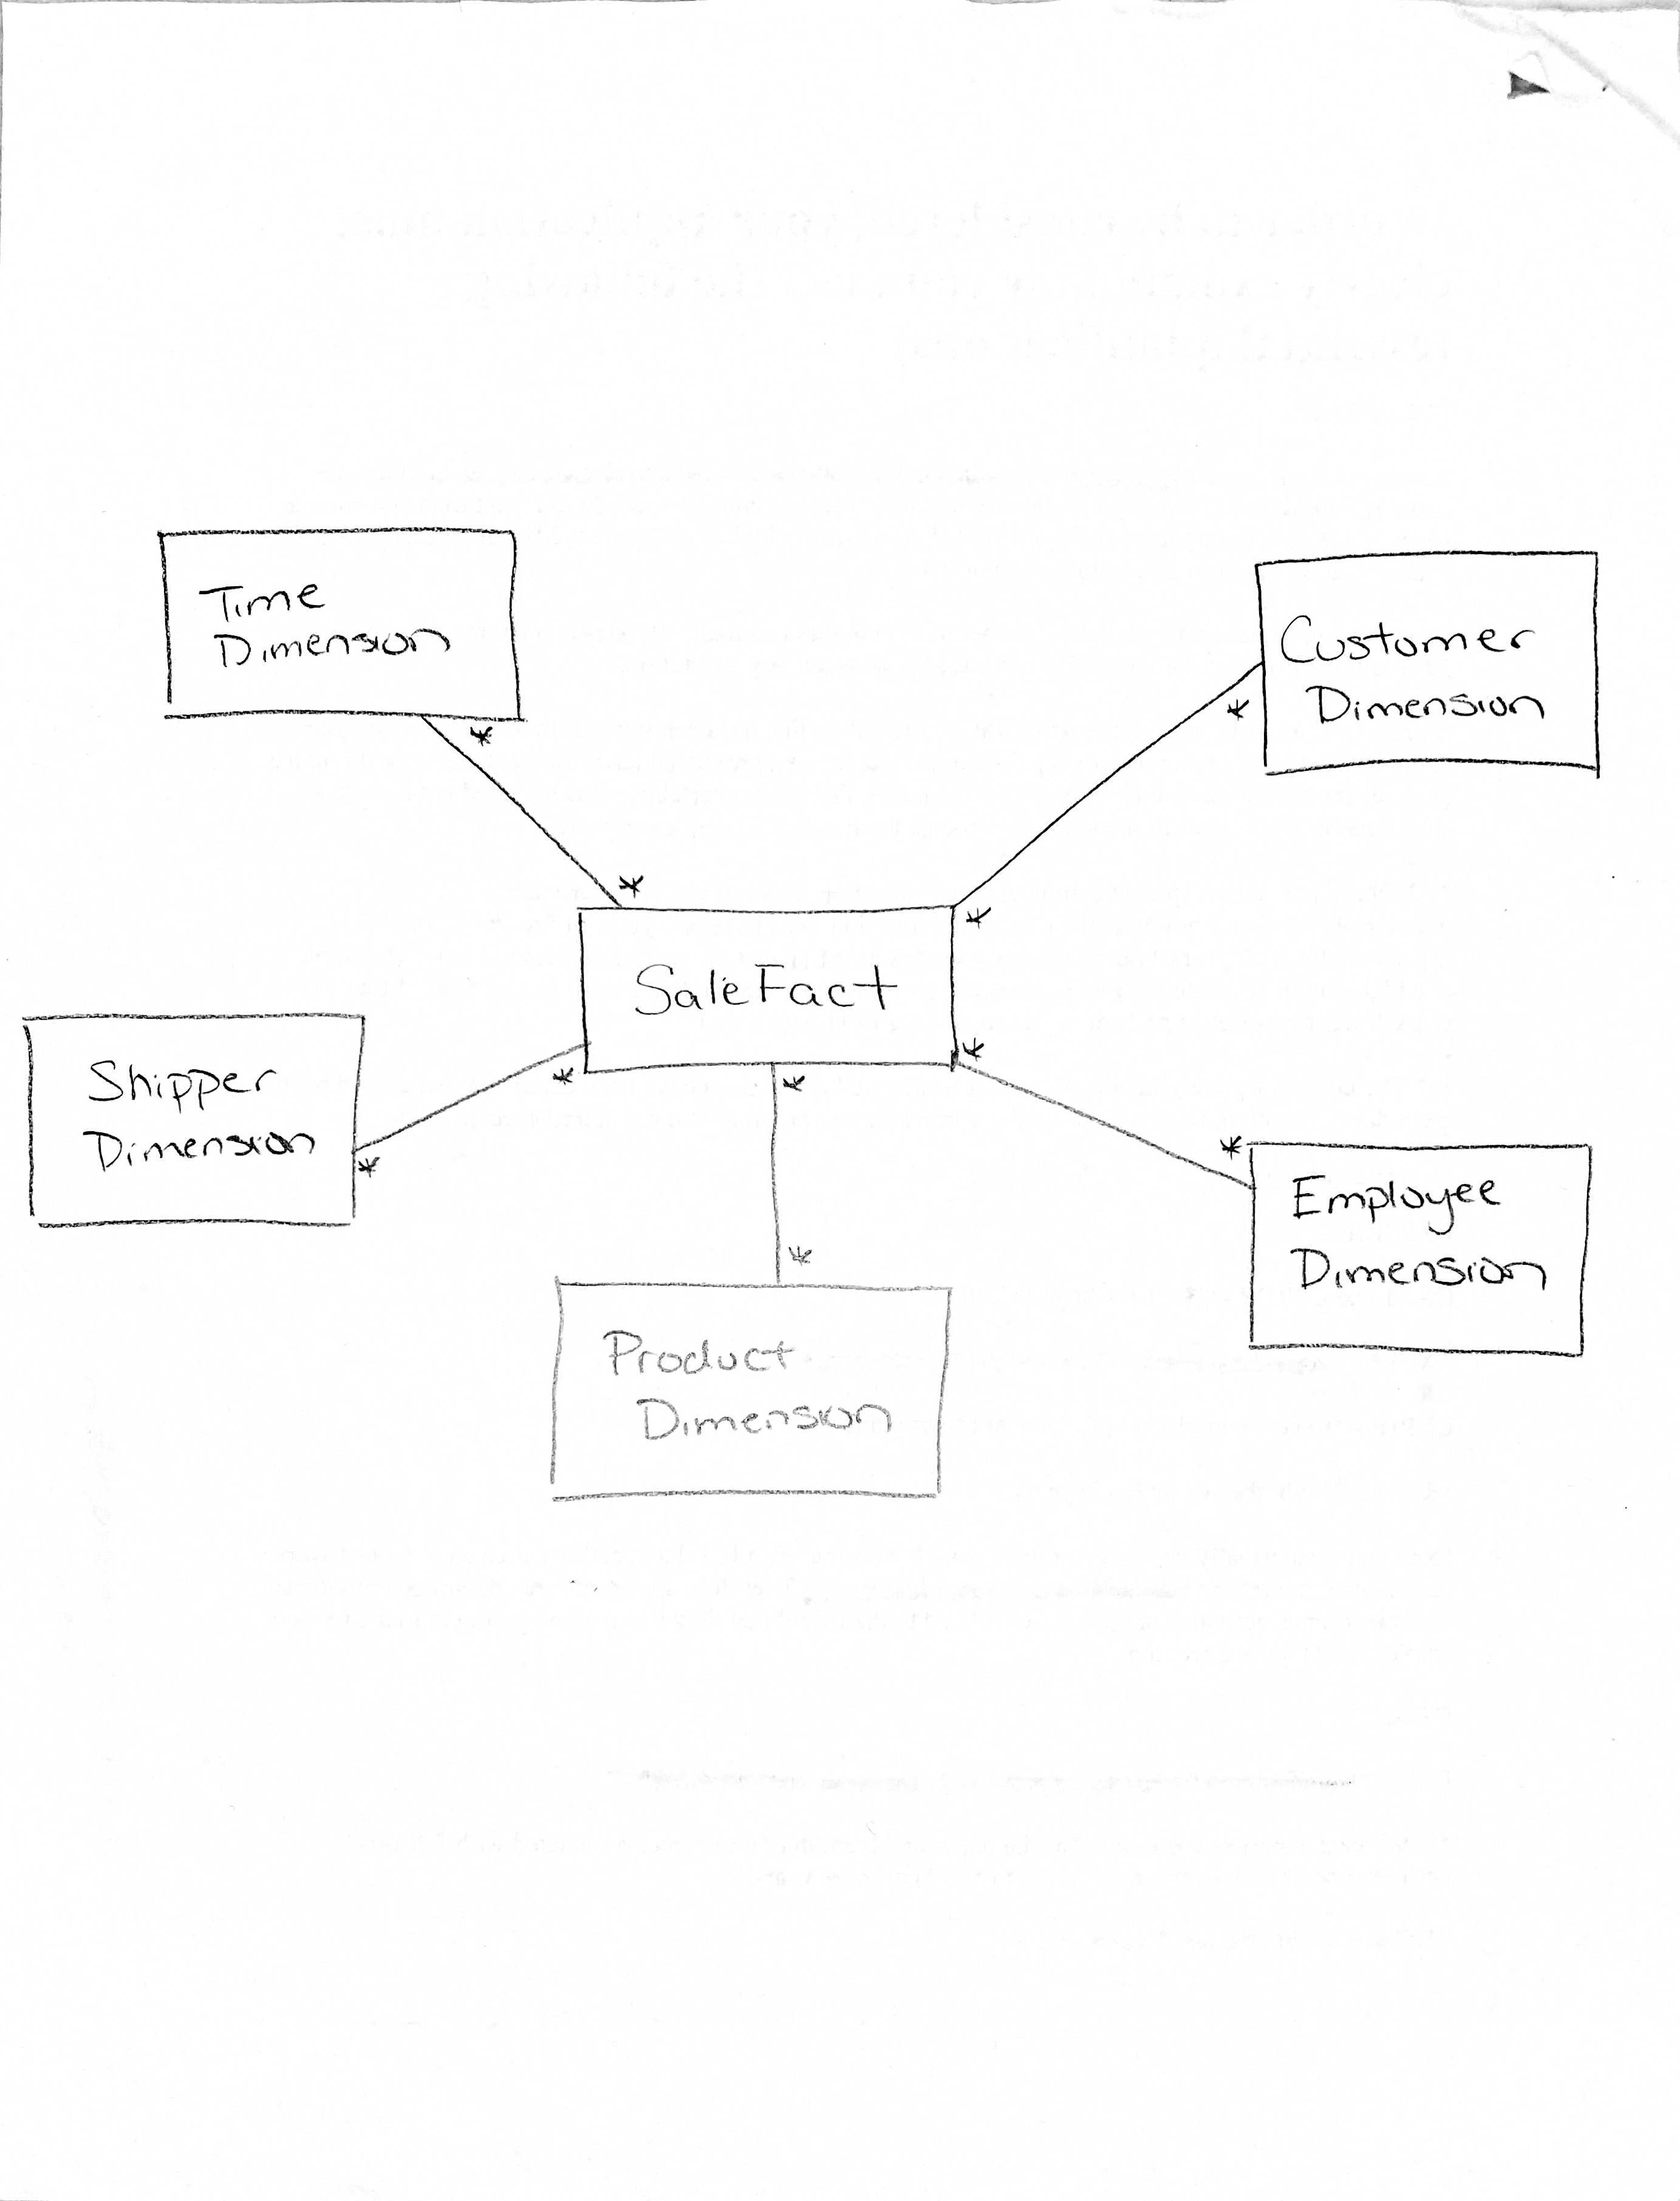 Time
Dimension
*
Customer
Dimension
*
*
*
SaleFact
*
*
*
Shipper
Dimension
*
*
Employee
Dimension
*
Product
Dimension